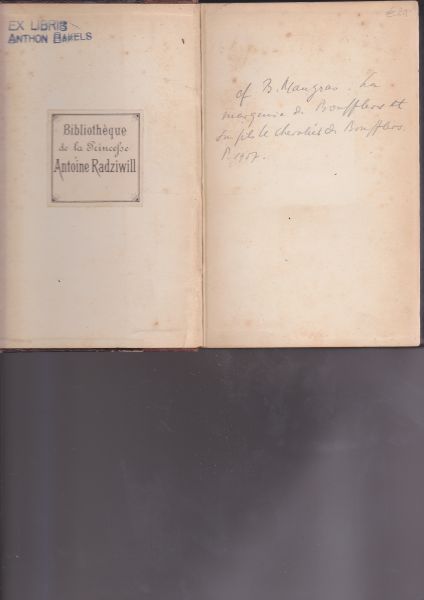 EX LIBRIS
ANTHON BAKELS
Bibliothèque
de la Princesse
Antoine Radziwill
cf. G. Maugras. La
marquise de Boufflers et
son fils le chevalier de Boufflers.
P. 1907.